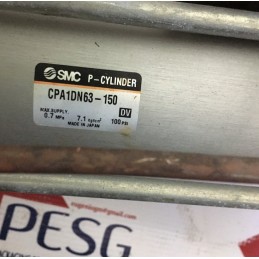 SMC P-CYLINDER
CPA1DN63-150
DV
MAX.SUPPLY
0.7 MPa 7.1 kgf/cm² 100 PSI
MADE IN JAPAN
PESG